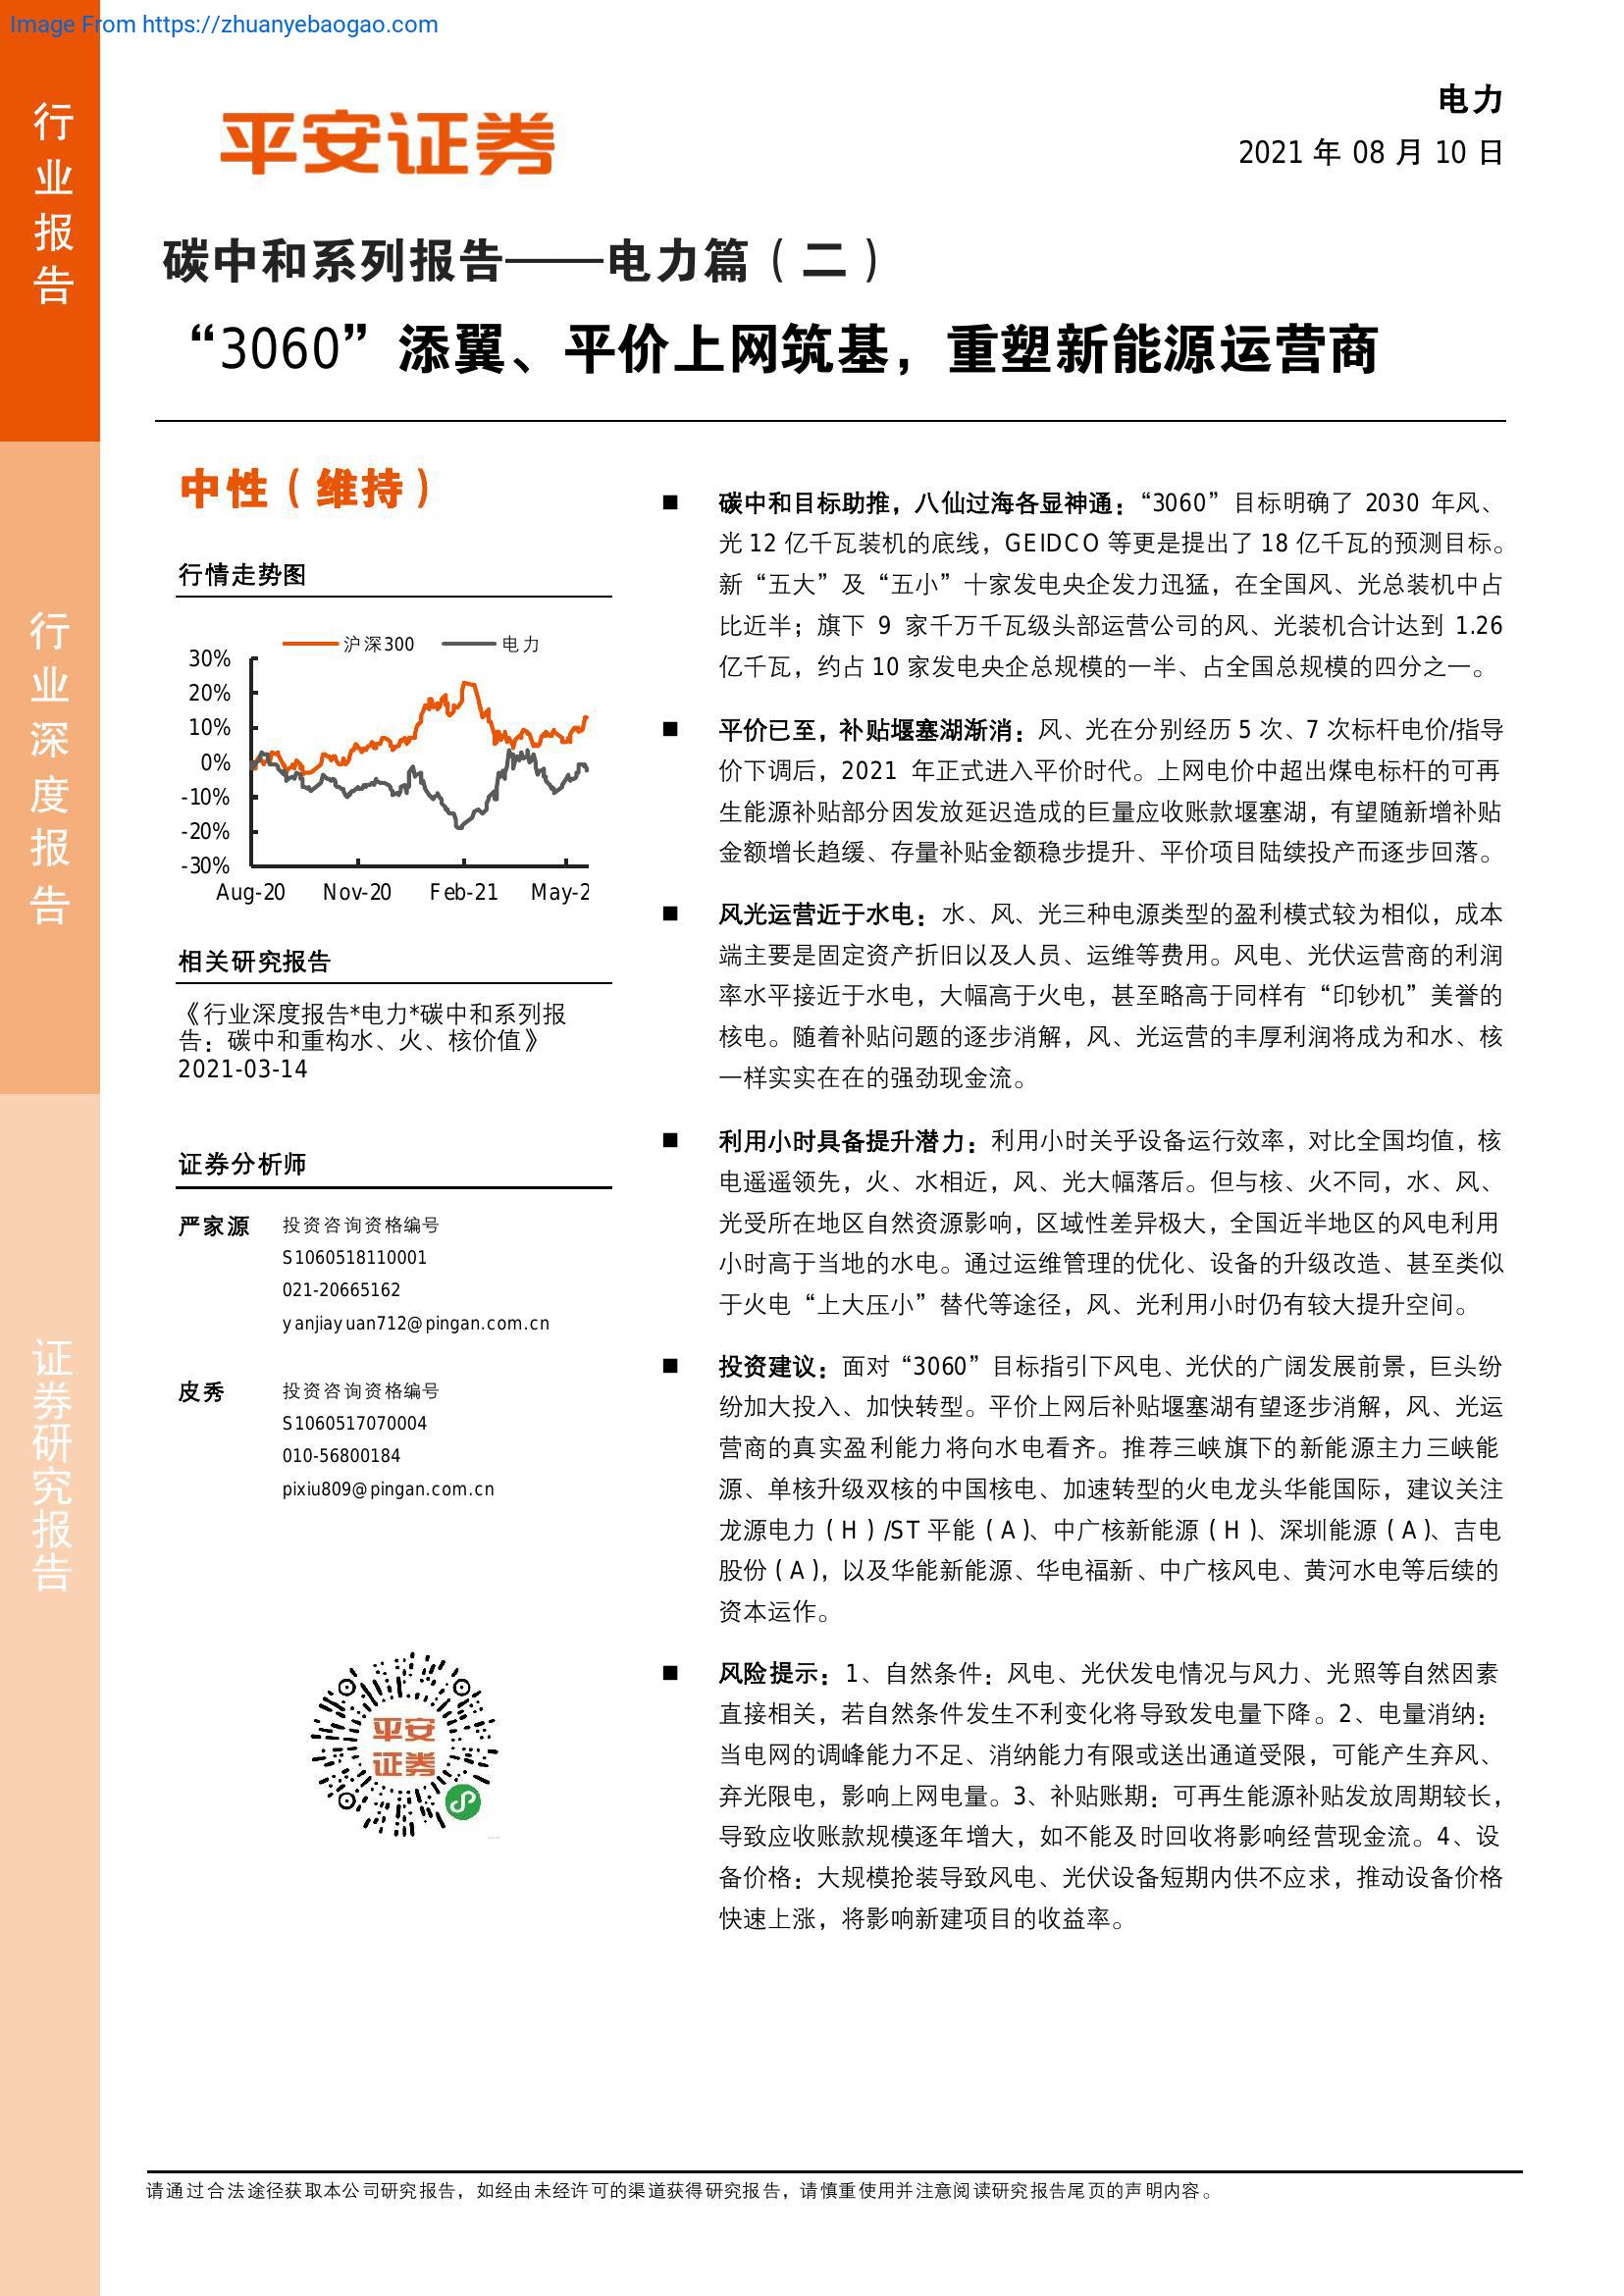 Image From https://zhuanyebaogao.com
行业报告
行业深度报告
证券研究报告
平安证券
电力
2021 年 08 月 10 日
碳中和系列报告——电力篇（二）
“3060”添翼、平价上网筑基，重塑新能源运营商
中性（维持）
行情走势图
沪深300 电力
30%
20%
10%
0%
-10%
-20%
-30%
Aug-20 Nov-20 Feb-21 May-2
相关研究报告
《行业深度报告*电力*碳中和系列报
告：碳中和重构水、火、核价值》
2021-03-14
证券分析师
严家源 投资咨询资格编号
S1060518110001
021-20665162
yanjiayuan712@pingan.com.cn
皮秀 投资咨询资格编号
S1060517070004
010-56800184
pixiu809@pingan.com.cn
平安
证券
■ 碳中和目标助推，八仙过海各显神通：“3060”目标明确了 2030 年风、
光 12 亿千瓦装机的底线，GEIDCO 等更是提出了 18 亿千瓦的预测目标。
新“五大”及“五小”十家发电央企发力迅猛，在全国风、光总装机中占
比近半；旗下 9 家千万千瓦级头部运营公司的风、光装机合计达到 1.26
亿千瓦，约占 10 家发电央企总规模的一半、占全国总规模的四分之一。
■ 平价已至，补贴堰塞湖渐消：风、光在分别经历 5 次、7 次标杆电价/指导
价下调后，2021 年正式进入平价时代。上网电价中超出煤电标杆的可再
生能源补贴部分因发放延迟造成的巨量应收账款堰塞湖，有望随新增补贴
金额增长趋缓、存量补贴金额稳步提升、平价项目陆续投产而逐步回落。
■ 风光运营近于水电：水、风、光三种电源类型的盈利模式较为相似，成本
端主要是固定资产折旧以及人员、运维等费用。风电、光伏运营商的利润
率水平接近于水电，大幅高于火电，甚至略高于同样有“印钞机”美誉的
核电。随着补贴问题的逐步消解，风、光运营的丰厚利润将成为和水、核
一样实实在在的强劲现金流。
■ 利用小时具备提升潜力：利用小时关乎设备运行效率，对比全国均值，核
电遥遥领先，火、水相近，风、光大幅落后。但与核、火不同，水、风、
光受所在地区自然资源影响，区域性差异极大，全国近半地区的风电利用
小时高于当地的水电。通过运维管理的优化、设备的升级改造、甚至类似
于火电“上大压小”替代等途径，风、光利用小时仍有较大提升空间。
■ 投资建议：面对“3060”目标指引下风电、光伏的广阔发展前景，巨头纷
纷加大投入、加快转型。平价上网后补贴堰塞湖有望逐步消解，风、光运
营商的真实盈利能力将向水电看齐。推荐三峡旗下的新能源主力三峡能
源、单核升级双核的中国核电、加速转型的火电龙头华能国际，建议关注
龙源电力（H）/ST 平能（A）、中广核新能源（H）、深圳能源（A）、吉电
股份（A），以及华能新能源、华电福新、中广核风电、黄河水电等后续的
资本运作。
■ 风险提示：1、自然条件：风电、光伏发电情况与风力、光照等自然因素
直接相关，若自然条件发生不利变化将导致发电量下降。2、电量消纳：
当电网的调峰能力不足、消纳能力有限或送出通道受限，可能产生弃风、
弃光限电，影响上网电量。3、补贴账期：可再生能源补贴发放周期较长，
导致应收账款规模逐年增大，如不能及时回收将影响经营现金流。4、设
备价格：大规模抢装导致风电、光伏设备短期内供不应求，推动设备价格
快速上涨，将影响新建项目的收益率。
请通过合法途径获取本公司研究报告，如经由未经许可的渠道获得研究报告，请慎重使用并注意阅读研究报告尾页的声明内容。